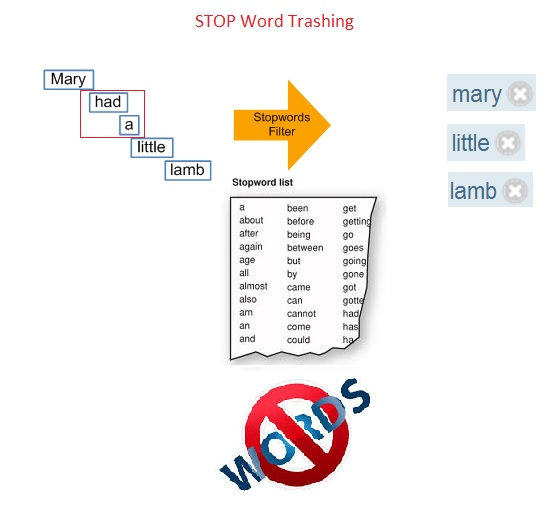 STOP Word Trashing
Mary
had
a
little
lamb
Stopwords
Filter
mary
little
lamb
Stopword list
a been get
about before getting
after being go
again between goes
age but going
all by gone
almost came got
also can gotte
am cannot had
an come has
and could ha
WORDS